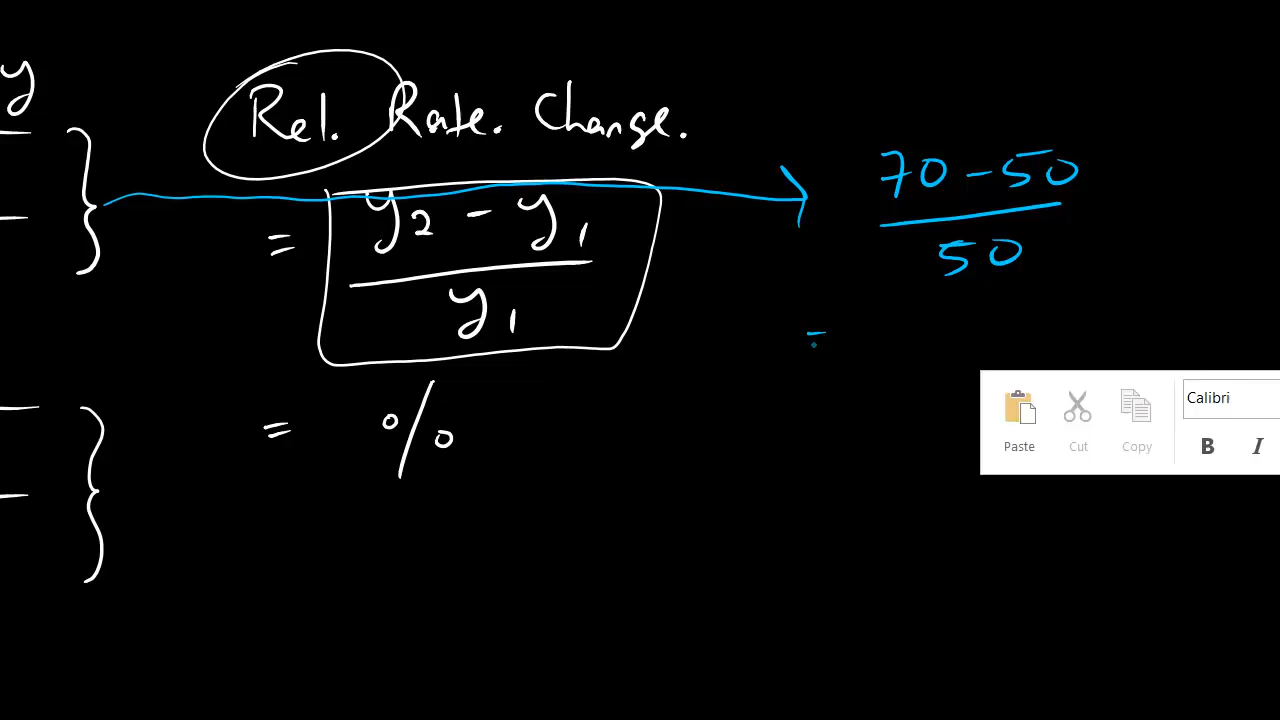 y
Rel. Rate. Change.
= y₂ - y₁ / y₁
70 - 50 / 50
=
= %
Paste Cut Copy
Calibri
B I